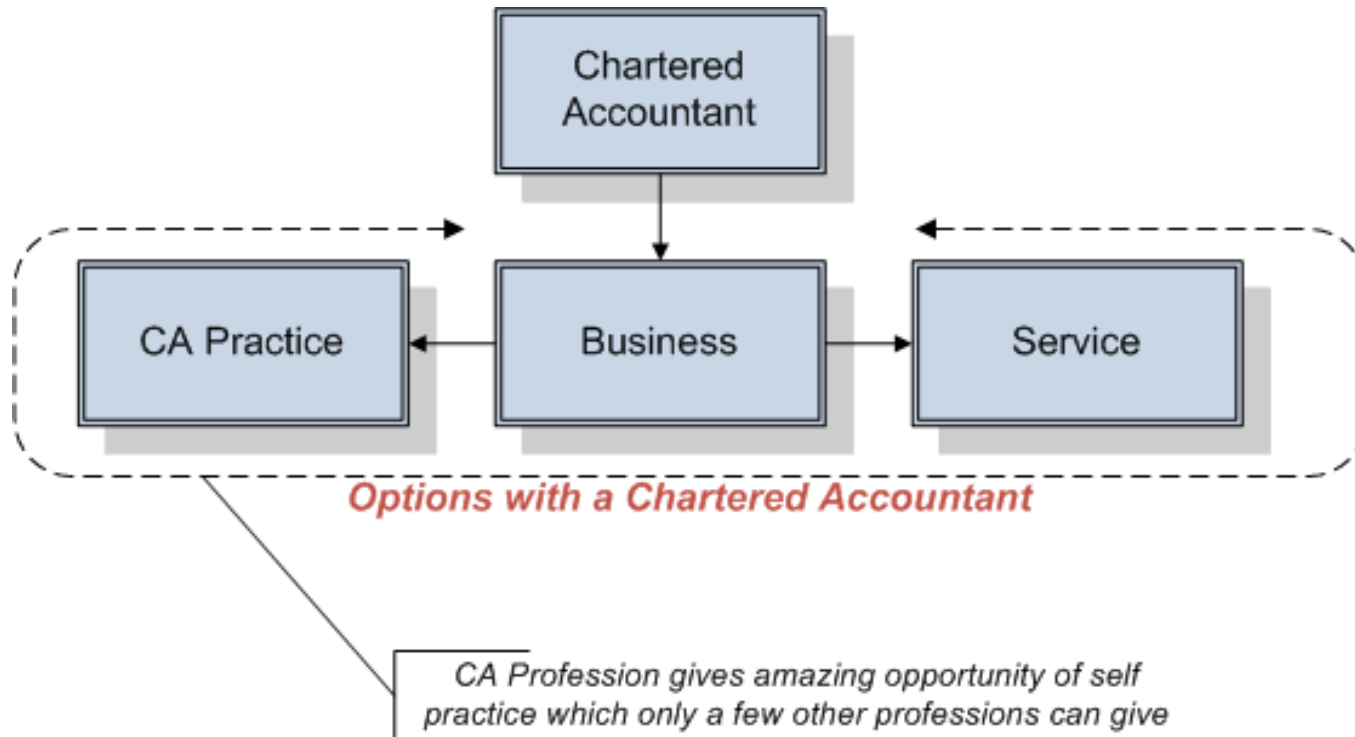 Chartered
Accountant
CA Practice
Business
Service
Options with a Chartered Accountant
CA Profession gives amazing opportunity of self
practice which only a few other professions can give